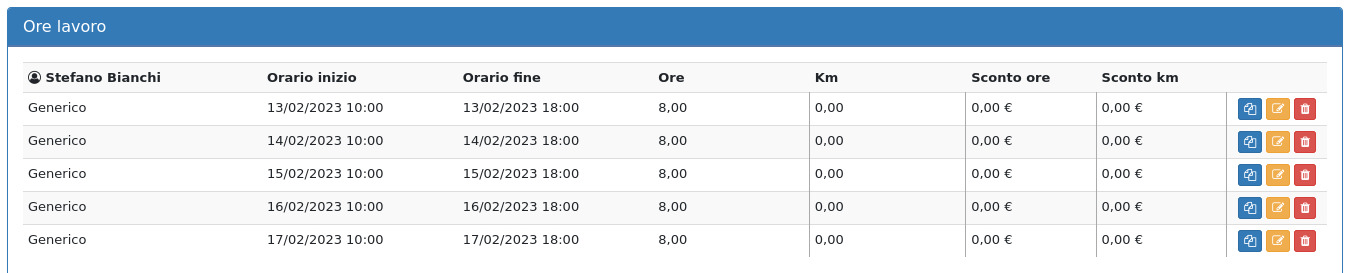 Ore lavoro
Stefano Bianchi Orario inizio Orario fine Ore Km Sconto ore Sconto km
Generico 13/02/2023 10:00 13/02/2023 18:00 8,00 0,00 0,00 € 0,00 €
Generico 14/02/2023 10:00 14/02/2023 18:00 8,00 0,00 0,00 € 0,00 €
Generico 15/02/2023 10:00 15/02/2023 18:00 8,00 0,00 0,00 € 0,00 €
Generico 16/02/2023 10:00 16/02/2023 18:00 8,00 0,00 0,00 € 0,00 €
Generico 17/02/2023 10:00 17/02/2023 18:00 8,00 0,00 0,00 € 0,00 €